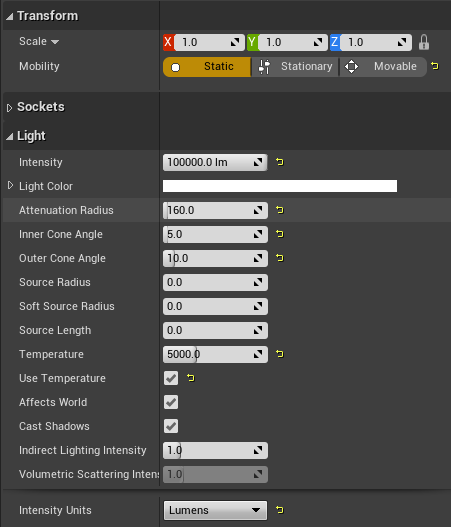 Transform
Scale X 1.0 Y 1.0 Z 1.0
Mobility Static Stationary Movable
Sockets
Light
Intensity 100000.0 lm
Light Color
Attenuation Radius 160.0
Inner Cone Angle 5.0
Outer Cone Angle 10.0
Source Radius 0.0
Soft Source Radius 0.0
Source Length 0.0
Temperature 5000.0
Use Temperature
Affects World
Cast Shadows
Indirect Lighting Intensity 1.0
Volumetric Scattering Intens 1.0
Intensity Units Lumens